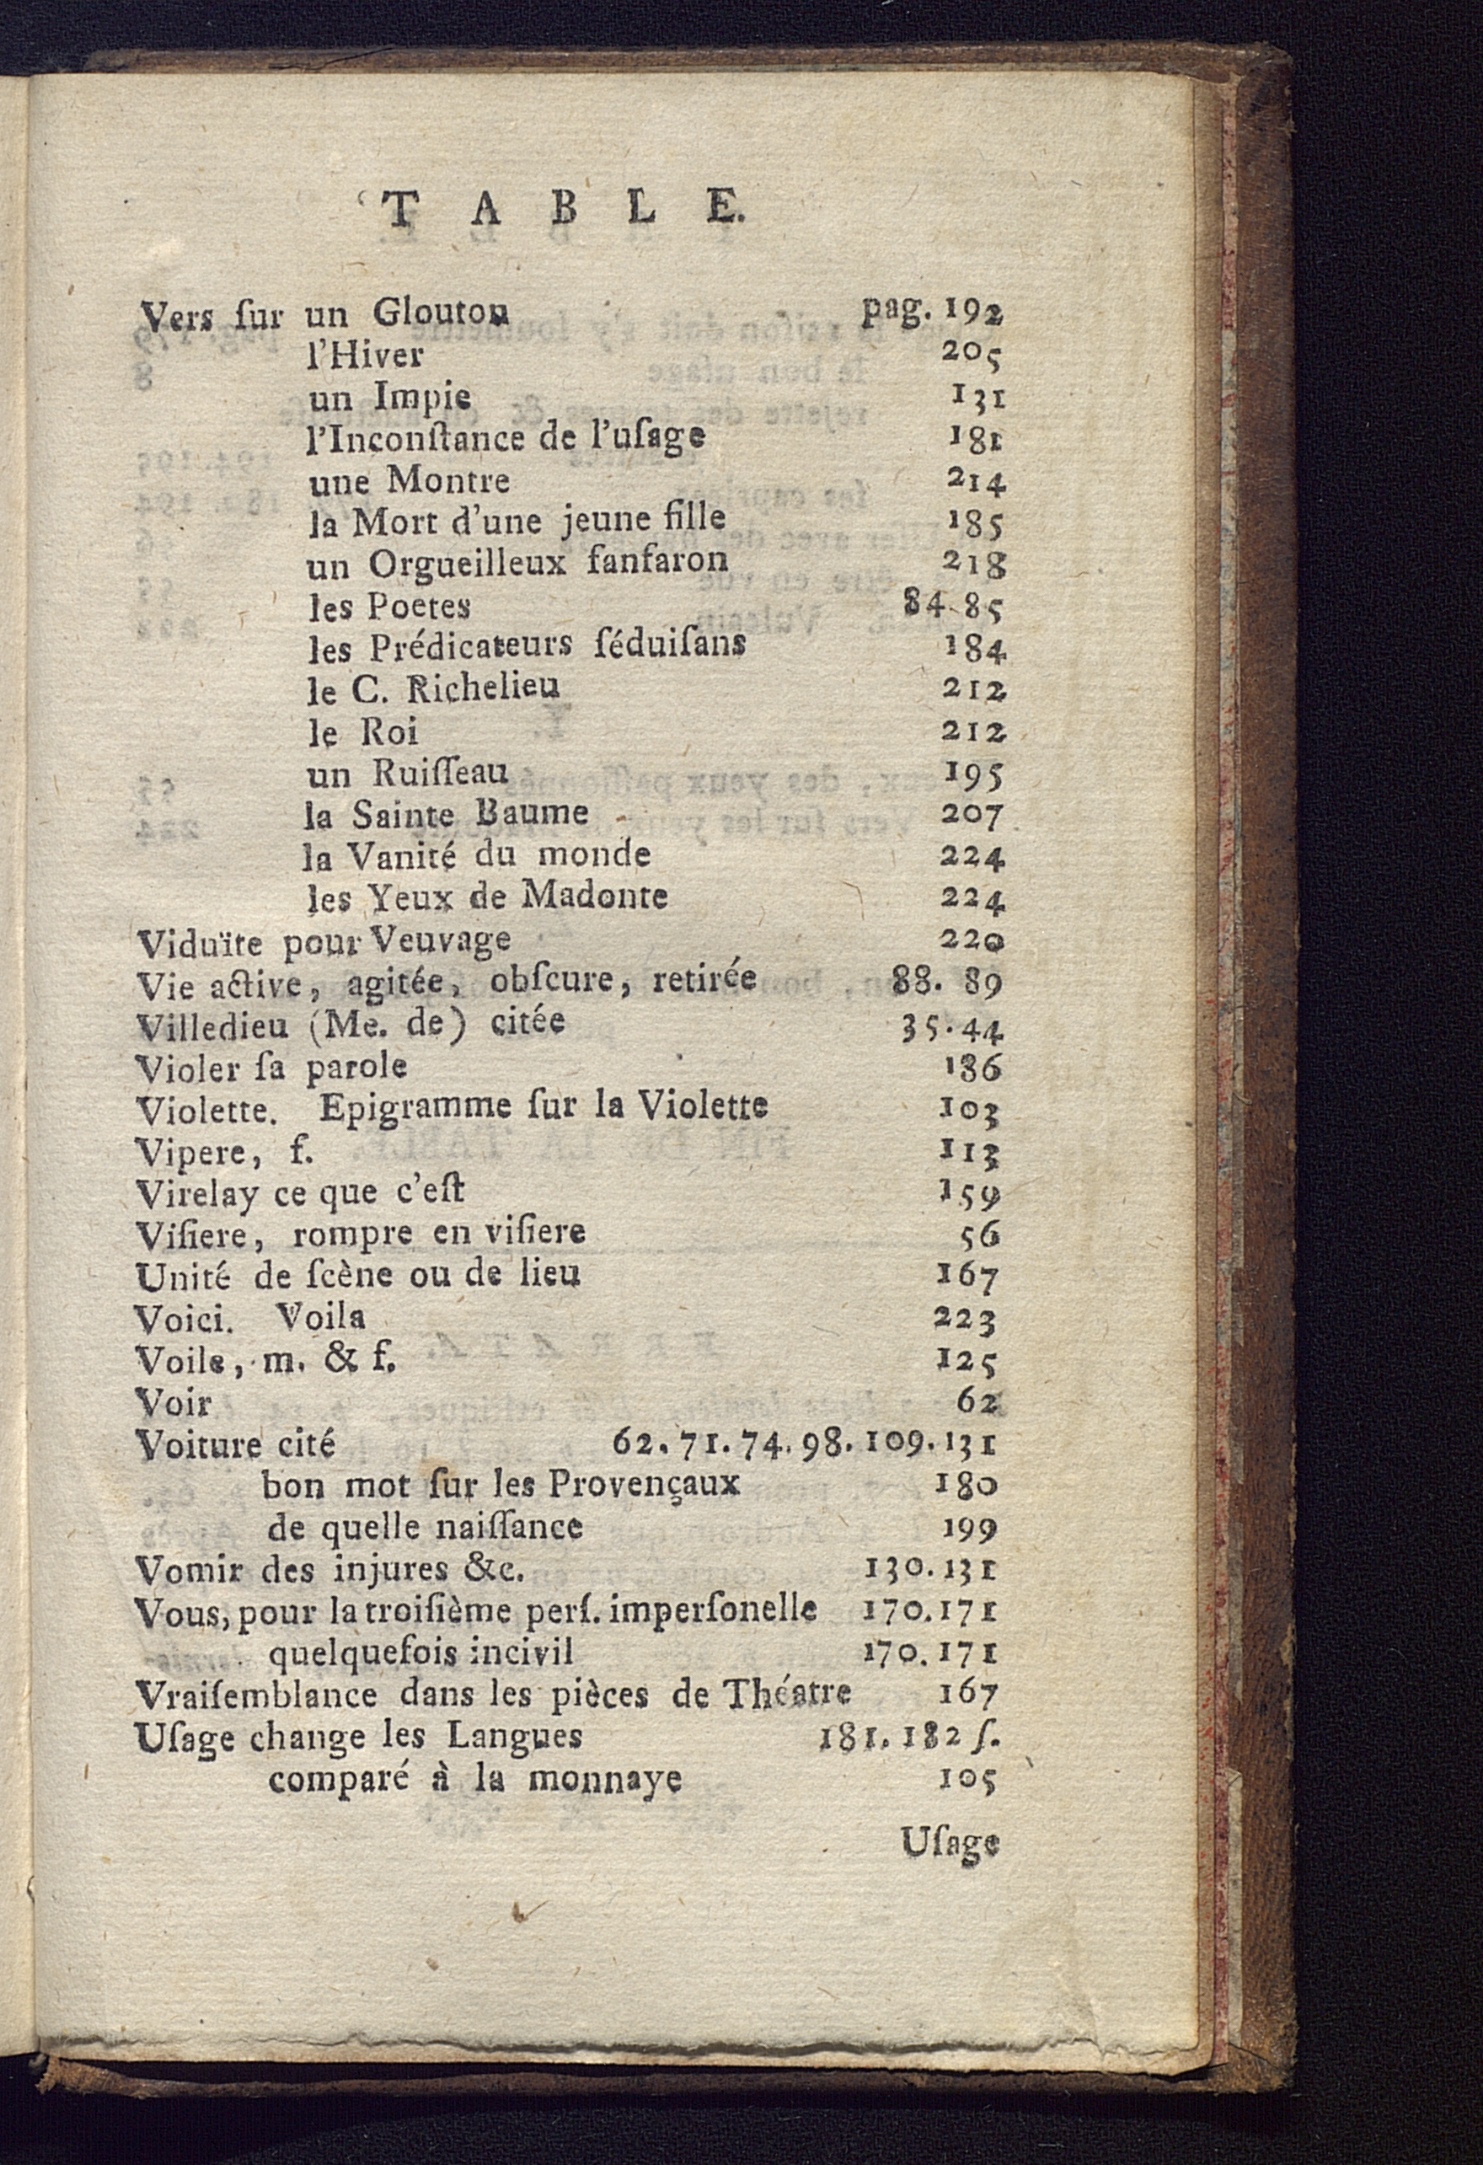 TABLE.
Vers ſur un Glouton pag. 192
l'Hiver 205
un Impie 131
l'Inconſtance de l'uſage 181
une Montre 214
la Mort d'une jeune fille 185
un Orgueilleux fanfaron 218
les Poetes 84.85
les Prédicateurs ſéduiſans 184
le C. Richelieu 212
le Roi 212
un Ruiſſeau 195
la Sainte Baume 207
la Vanité du monde 224
les Yeux de Madonte 224
Viduïte pour Veuvage 220
Vie active, agitée, obſcure, retirée 88. 89
Villedieu (Me. de) citée 35.44
Violer ſa parole 186
Violette. Epigramme ſur la Violette 103
Vipere, f. 113
Virelay ce que c'eſt 159
Viſiere, rompre en viſiere 56
Unité de ſcène ou de lieu 167
Voici. Voila 223
Voile, m. & f. 125
Voir 62
Voiture cité 62.71.74.98.109.131
bon mot ſur les Provençaux 180
de quelle naiſſance 199
Vomir des injures &c. 130.131
Vous, pour la troiſième perſ. imperſonelle 170.171
quelquefois incivil 170.171
Vraiſemblance dans les pièces de Théatre 167
Uſage change les Langues 181.182 ſ.
comparé à la monnaye 105
Uſage